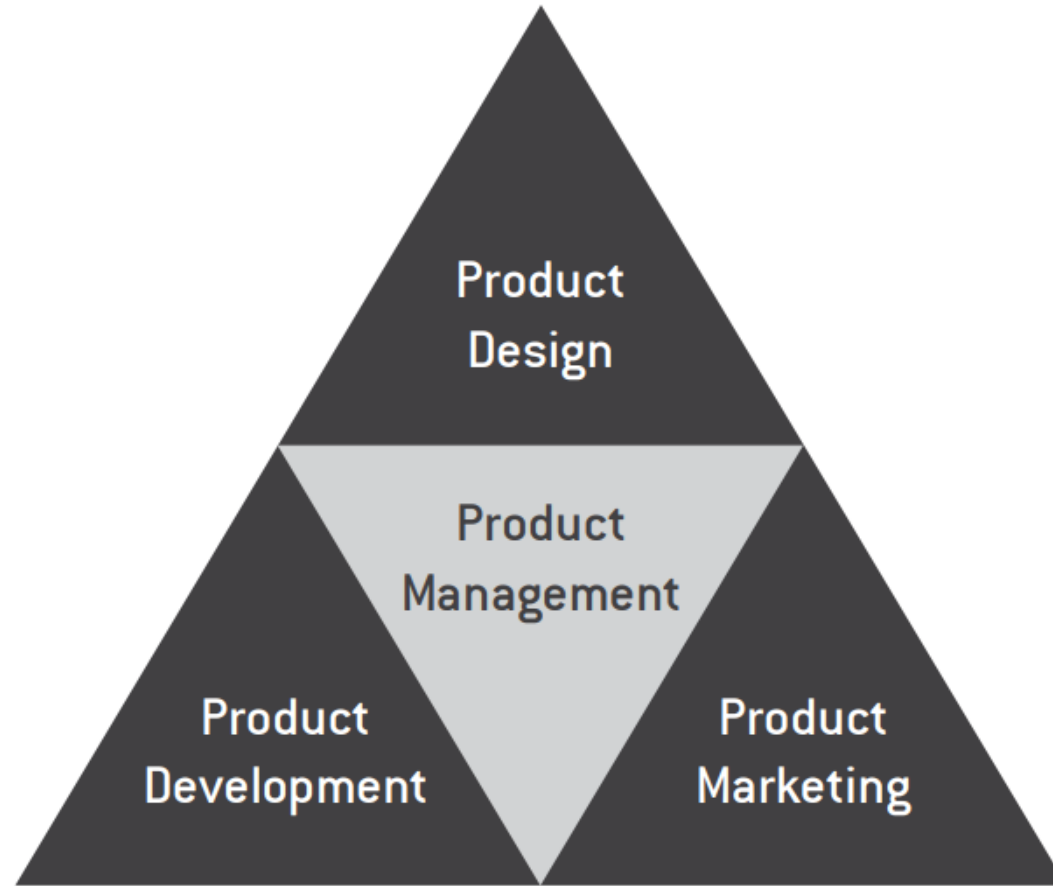 Product
Design
Product
Management
Product
Development
Product
Marketing